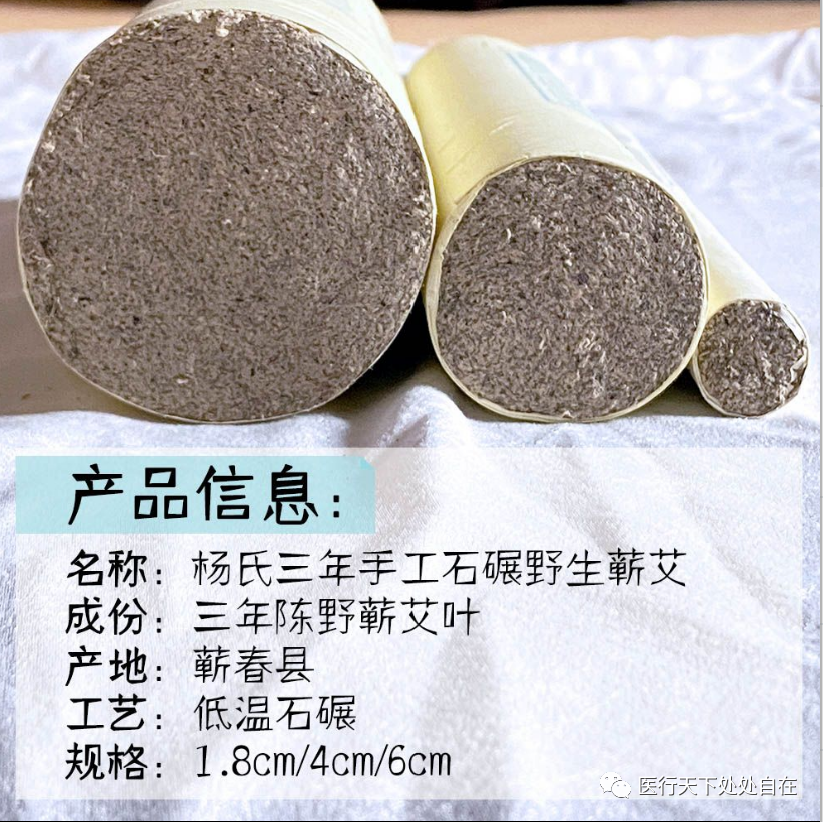 产品信息：
名称：杨氏三年手工石碾野生蕲艾
成份：三年陈野蕲艾叶
产地：蕲春县
工艺：低温石碾
规格：1.8cm/4cm/6cm
医行天下处处自在